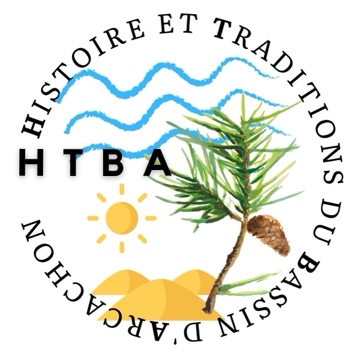 HISTOIRE ET TRADITIONS DU BASSIN D'ARCACHON
HTBA